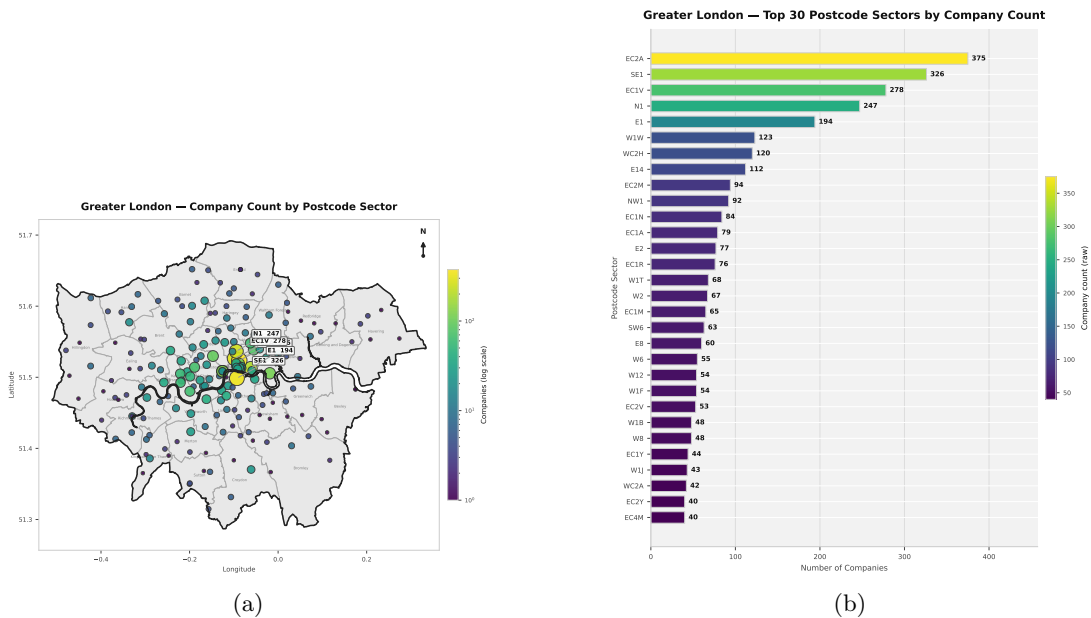 Greater London — Company Count by Postcode Sector
N
51.7
51.6
51.5
51.4
51.3
Latitude
−0.4
−0.2
0.0
0.2
Longitude
N1 247
EC1V 278
E1 194
SE1 326
10²
10¹
10⁰
Companies (log scale)
(a)
Greater London — Top 30 Postcode Sectors by Company Count
Postcode Sector
EC2A 375
SE1 326
EC1V 278
N1 247
E1 194
W1W 123
WC2H 120
E14 112
EC2M 94
NW1 92
EC1N 84
EC1A 79
E2 77
EC1R 76
W1T 68
W2 67
EC1M 65
SW6 63
E8 60
W6 55
W12 54
W1F 54
EC2V 53
W1B 48
W8 48
EC1Y 44
W1J 43
WC2A 42
EC2Y 40
EC4M 40
0
100
200
300
400
Number of Companies
350
300
250
200
150
100
50
Company count (raw)
(b)